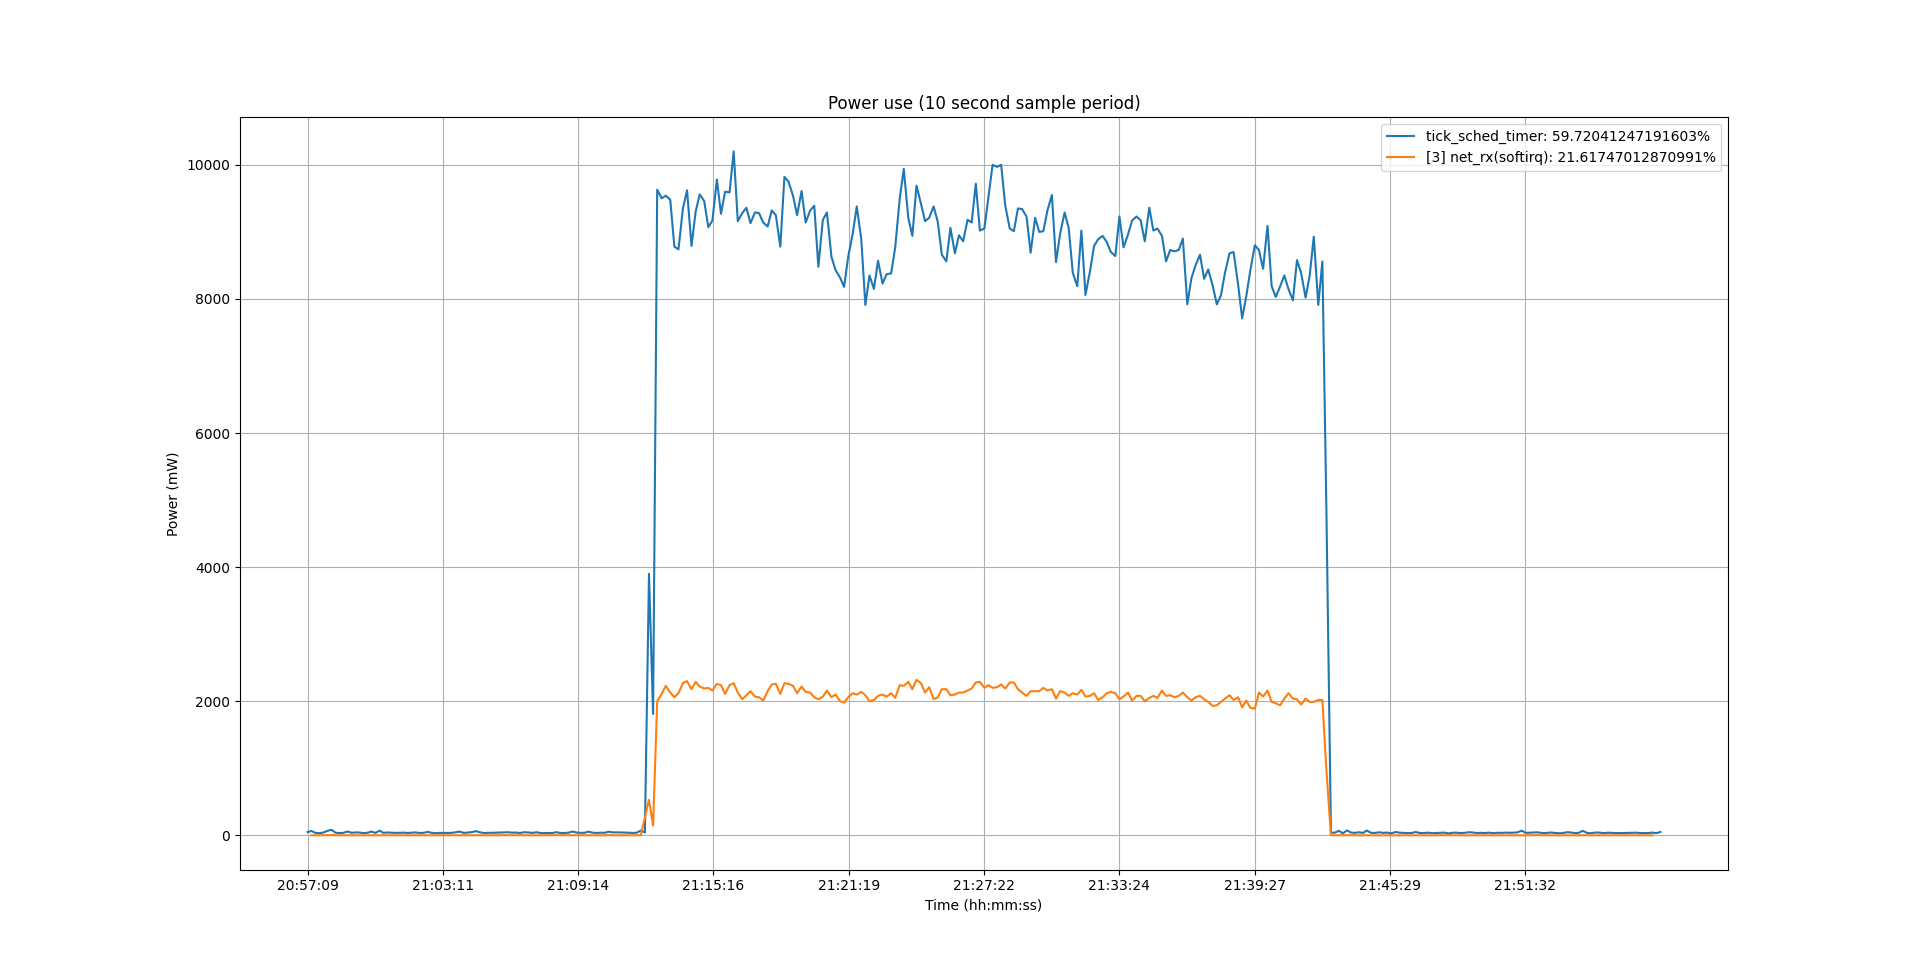 Power use (10 second sample period)
tick_sched_timer: 59.72041247191603%
[3] net_rx(softirq): 21.61747012870991%
10000
8000
6000
4000
2000
0
Power (mW)
20:57:09 21:03:11 21:09:14 21:15:16 21:21:19 21:27:22 21:33:24 21:39:27 21:45:29 21:51:32
Time (hh:mm:ss)